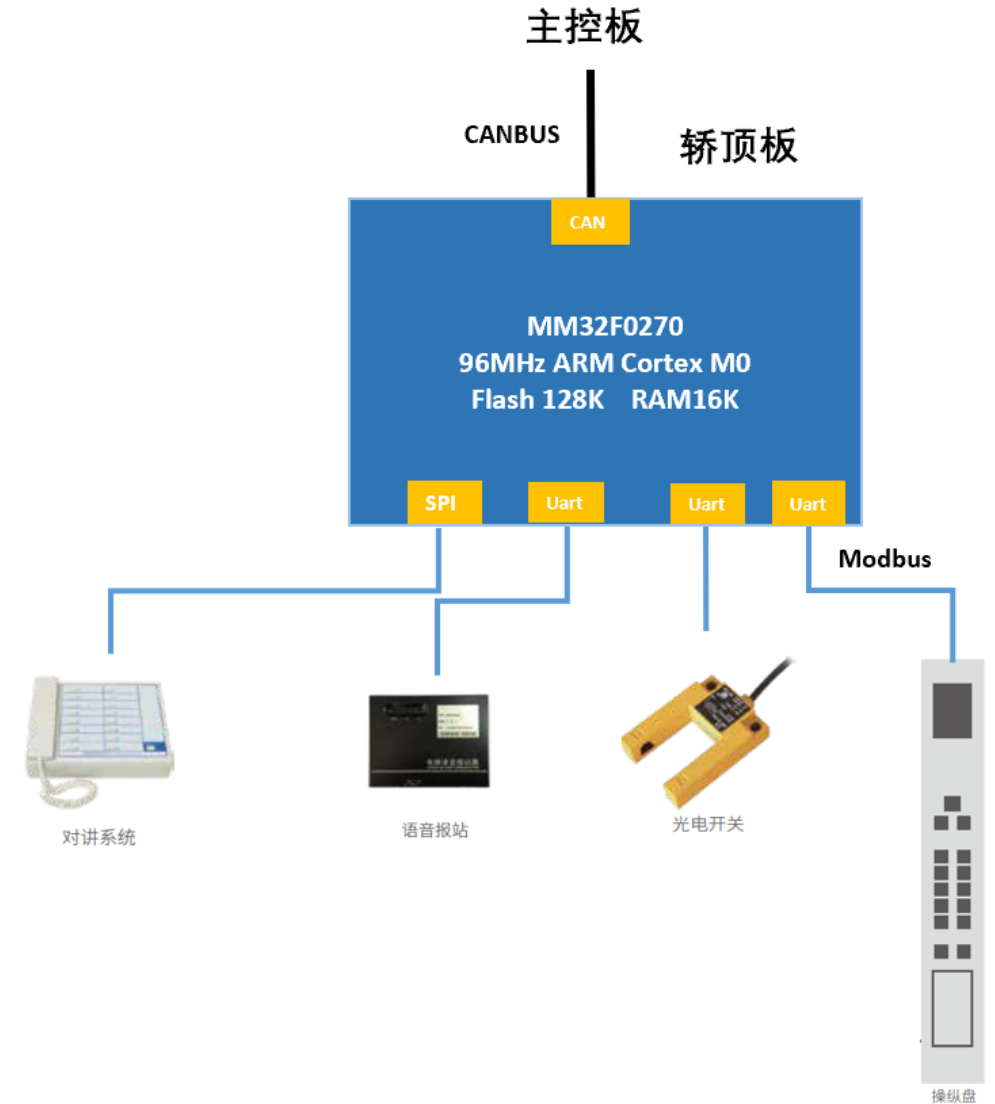 主控板
CANBUS
轿顶板
CAN
MM32F0270
96MHz ARM Cortex M0
Flash 128K RAM16K
SPI
Uart
Uart
Uart
Modbus
对讲系统
语音报站
光电开关
操纵盘